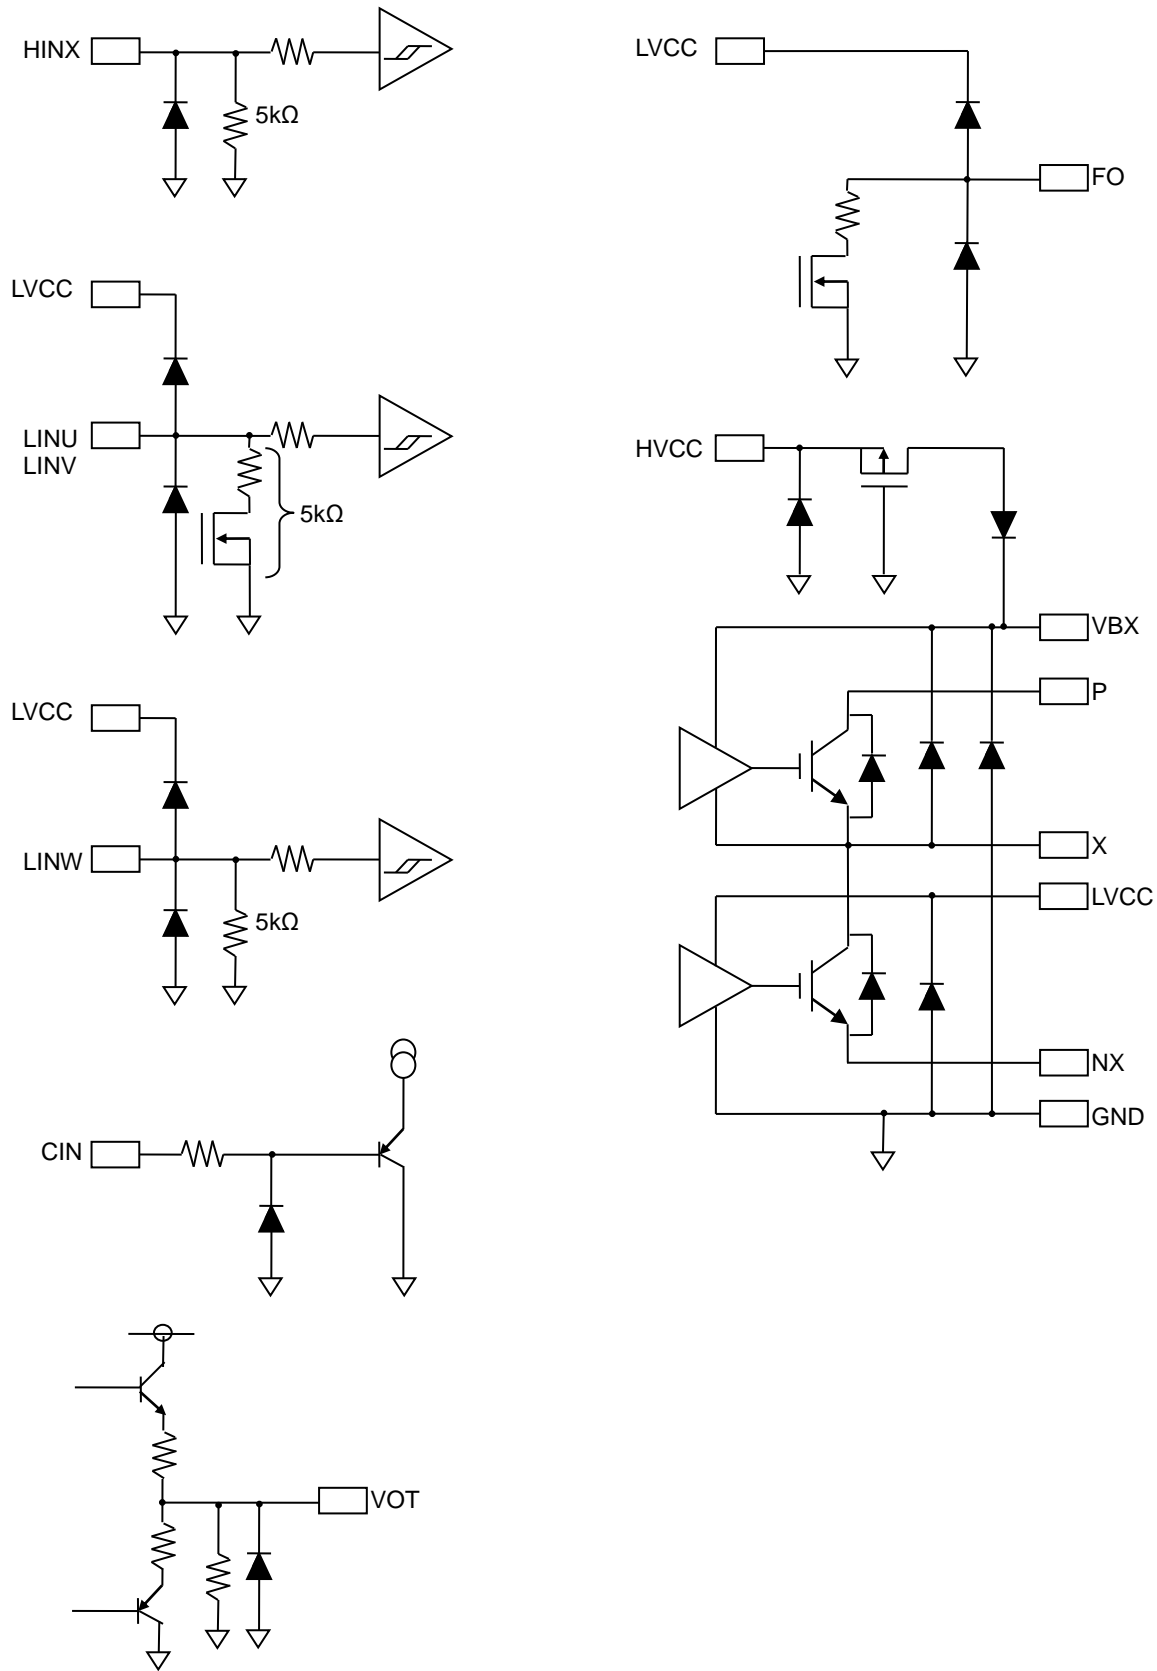 HINX
5kΩ
LVCC
LINU
LINV
5kΩ
LVCC
LINW
5kΩ
CIN
VOT
LVCC
FO
HVCC
VBX
P
X
LVCC
NX
GND